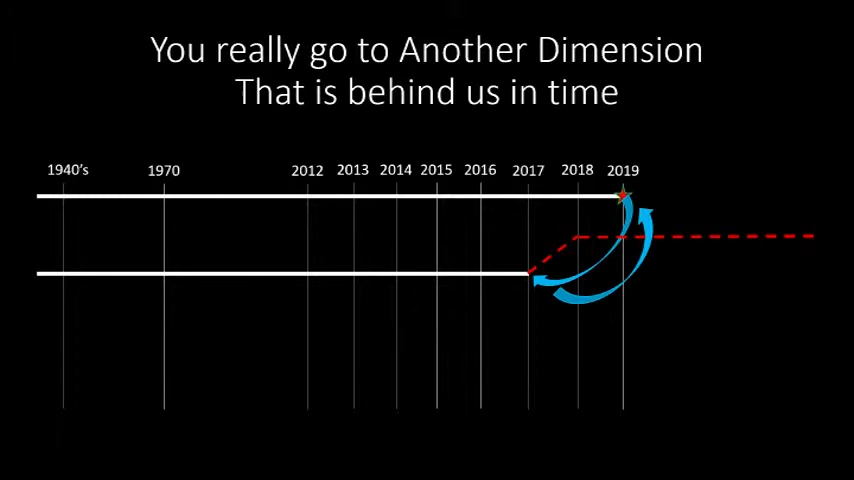 You really go to Another Dimension
That is behind us in time
1940's 1970 2012 2013 2014 2015 2016 2017 2018 2019